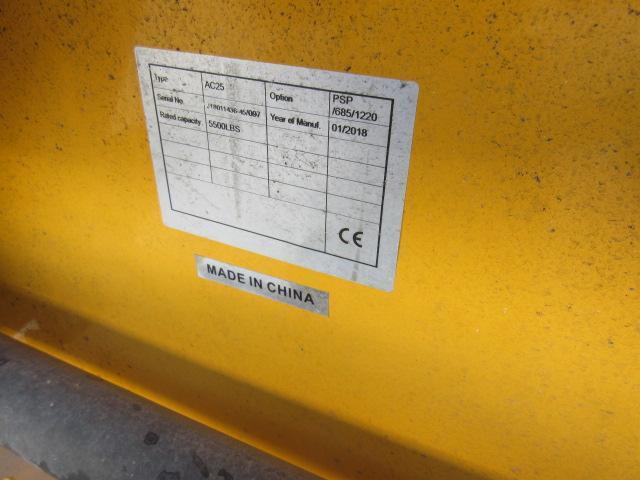 Type AC25 Option PSP /685/1220
Serial No. Year of Manuf. 01/2018
Rated capacity 5500LBS
CE
MADE IN CHINA